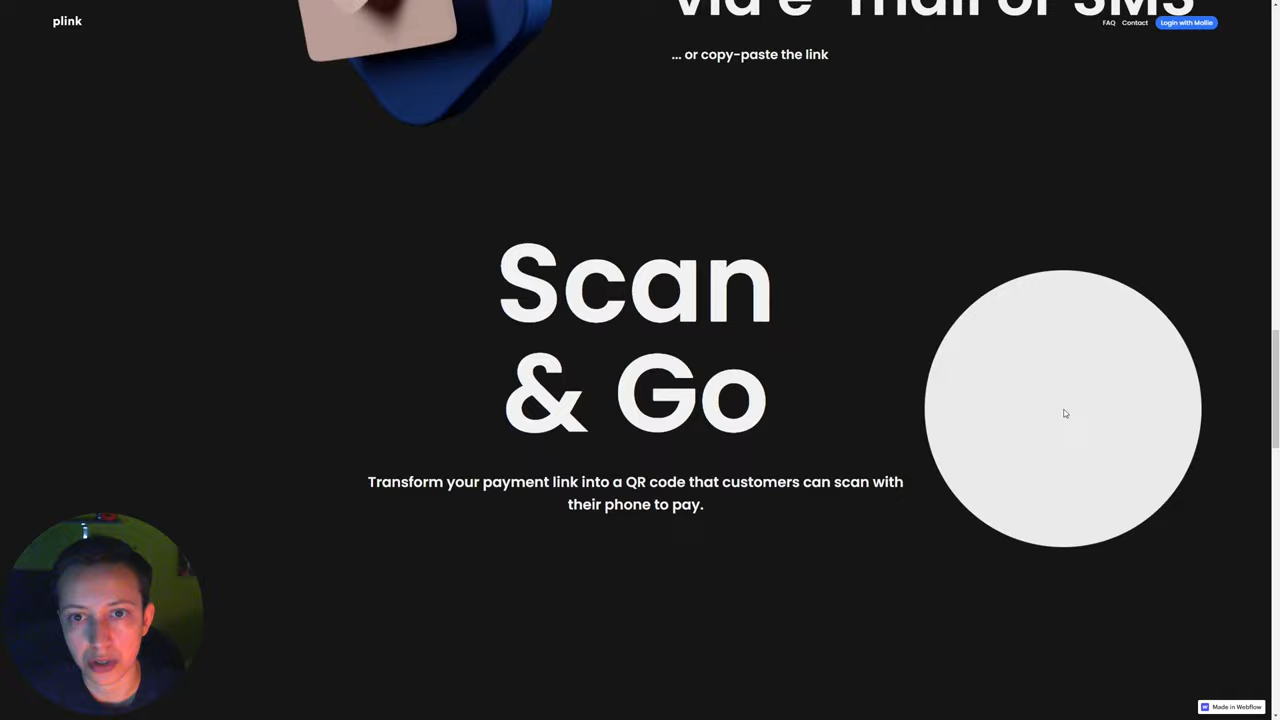 via e-mail or SMS
plink
FAQ Contact Login with Mollie
... or copy-paste the link
Scan
& Go
Transform your payment link into a QR code that customers can scan with
their phone to pay.
Made in Webflow